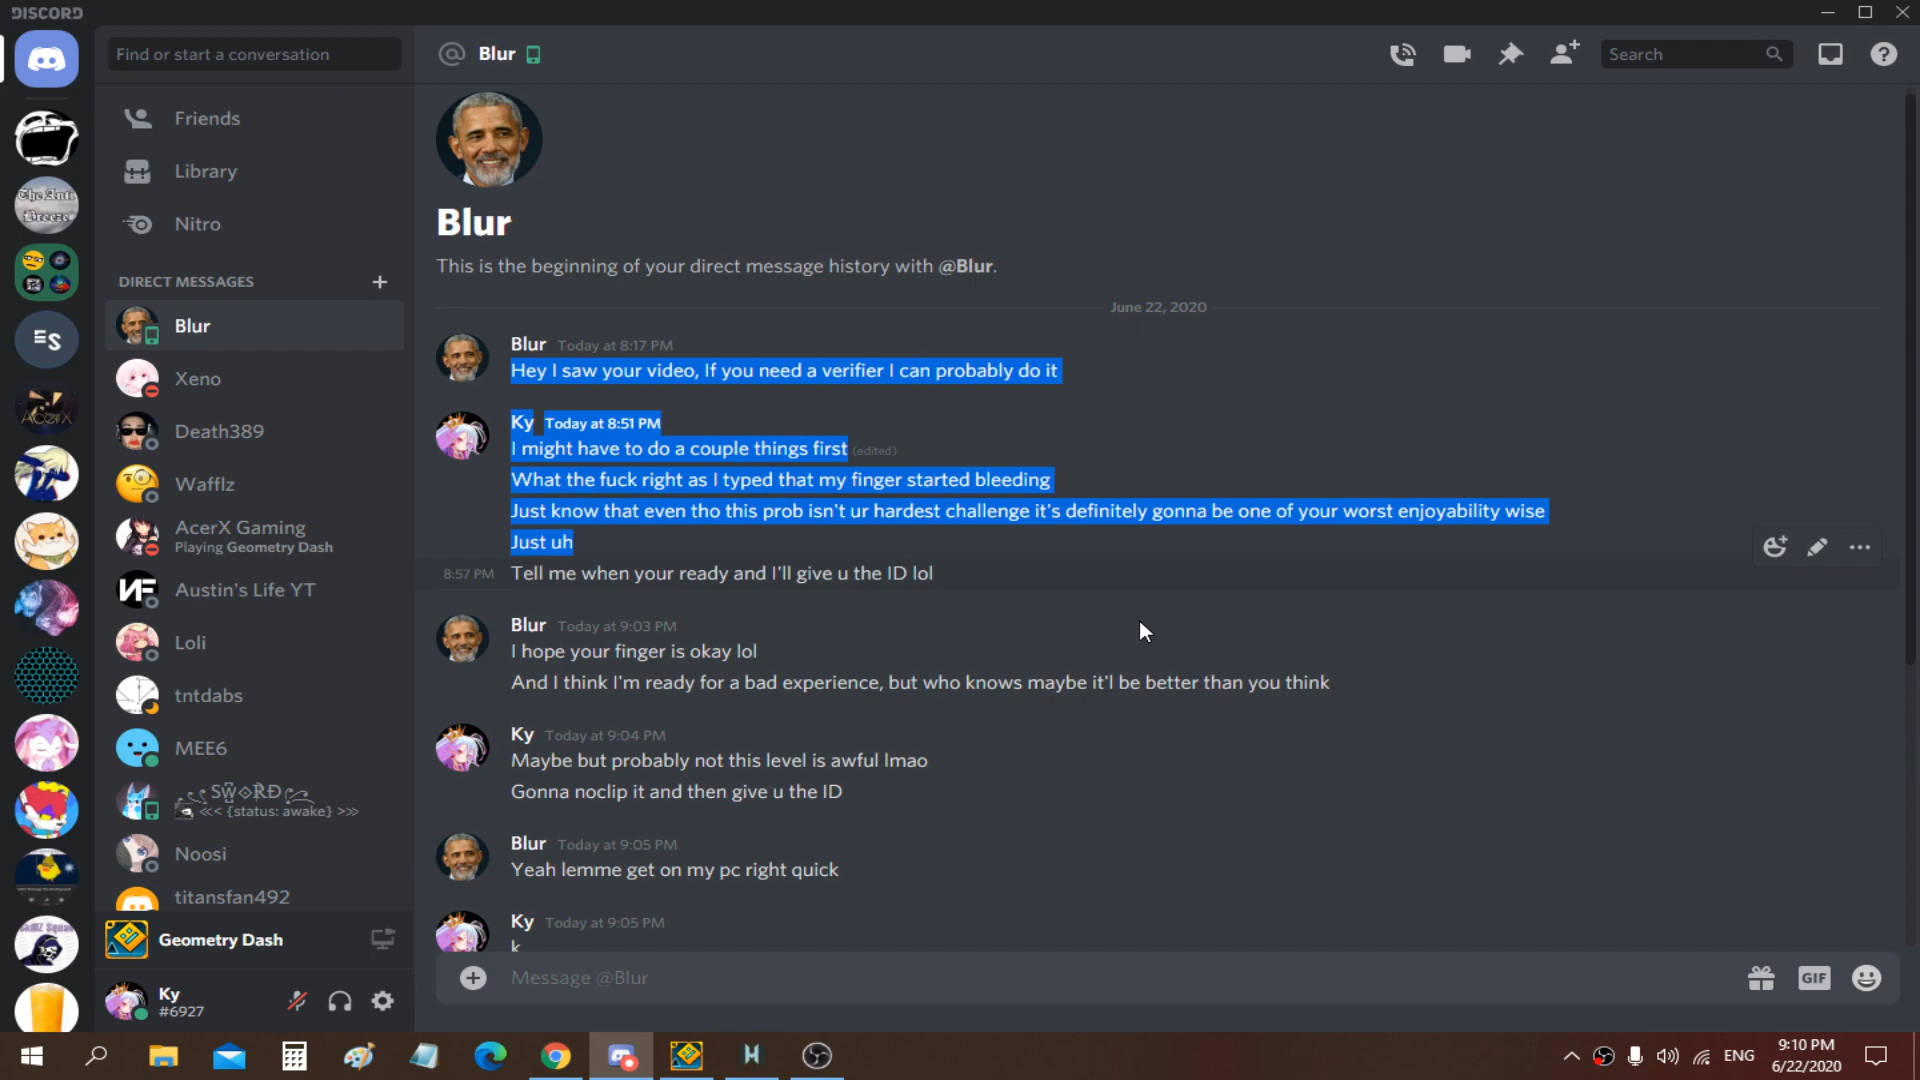 DISCORD
Find or start a conversation
Friends
Library
Nitro
DIRECT MESSAGES
Blur
Xeno
Death389
Wafflz
AcerX Gaming
Playing Geometry Dash
Austin's Life YT
Loli
tntdabs
MEE6
<<< {status: awake} >>>
Noosi
titansfan492
Geometry Dash
Ky
#6927
The Anti
Breeze
ES
AcerX
Blur
Search
Blur
This is the beginning of your direct message history with @Blur.
June 22, 2020
Blur Today at 8:17 PM
Hey I saw your video, If you need a verifier I can probably do it
Ky Today at 8:51 PM
I might have to do a couple things first (edited)
What the fuck right as I typed that my finger started bleeding
Just know that even tho this prob isn't ur hardest challenge it's definitely gonna be one of your worst enjoyability wise
Just uh
8:57 PM Tell me when your ready and I'll give u the ID lol
Blur Today at 9:03 PM
I hope your finger is okay lol
And I think I'm ready for a bad experience, but who knows maybe it'l be better than you think
Ky Today at 9:04 PM
Maybe but probably not this level is awful lmao
Gonna noclip it and then give u the ID
Blur Today at 9:05 PM
Yeah lemme get on my pc right quick
Ky Today at 9:05 PM
k
Message @Blur
GIF
ENG
9:10 PM
6/22/2020